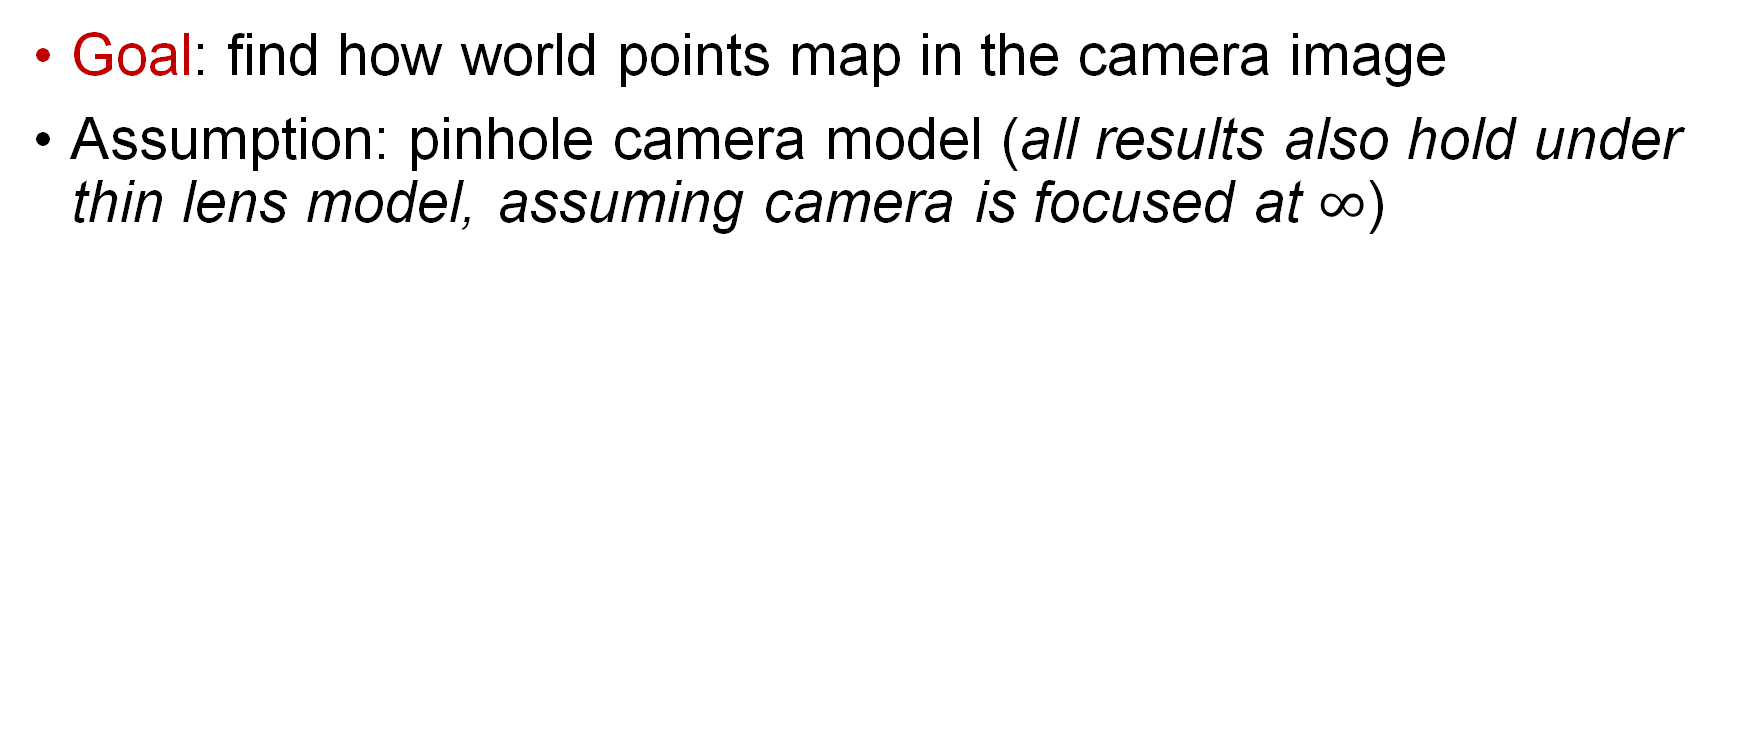 • Goal: find how world points map in the camera image
• Assumption: pinhole camera model (all results also hold under
thin lens model, assuming camera is focused at ∞)